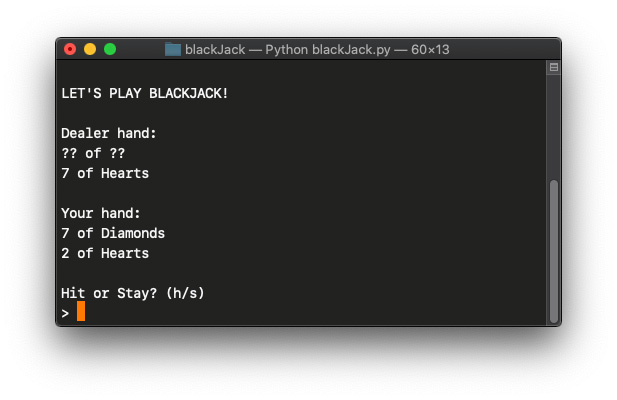 blackJack — Python blackJack.py — 60×13
LET'S PLAY BLACKJACK!
Dealer hand:
?? of ??
7 of Hearts
Your hand:
7 of Diamonds
2 of Hearts
Hit or Stay? (h/s)
>